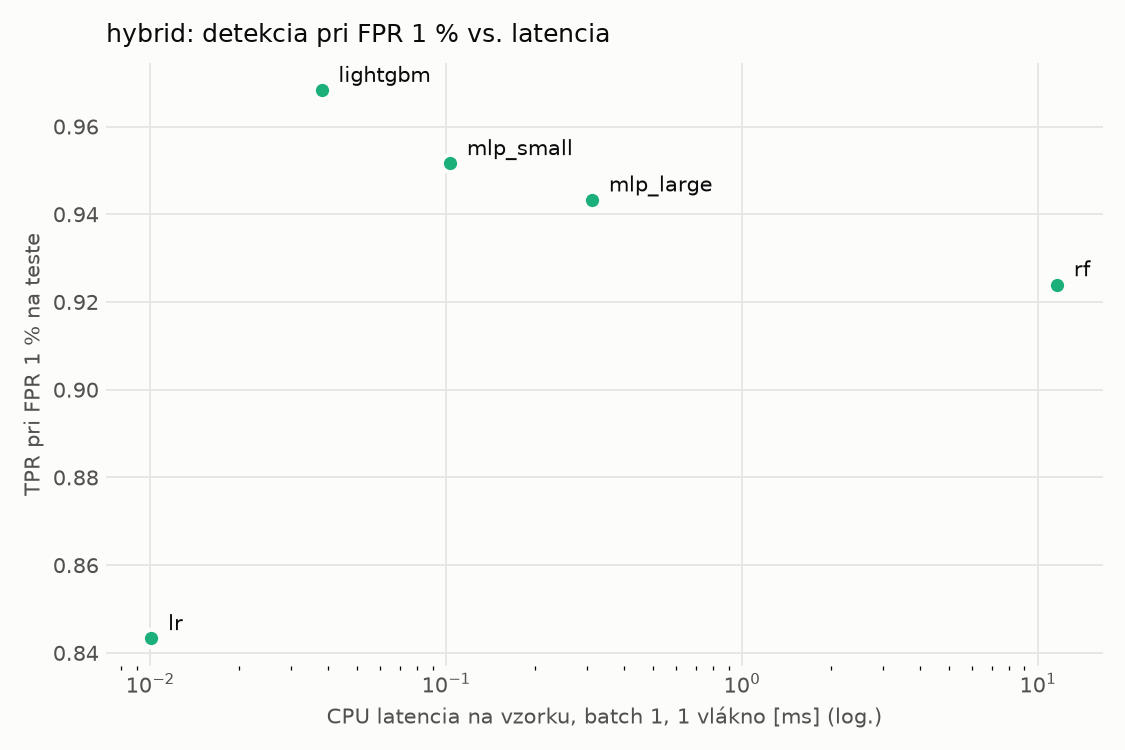 hybrid: detekcia pri FPR 1 % vs. latencia
lightgbm
mlp_small
mlp_large
rf
lr
TPR pri FPR 1 % na teste
0.96
0.94
0.92
0.90
0.88
0.86
0.84
10⁻² 10⁻¹ 10⁰ 10¹
CPU latencia na vzorku, batch 1, 1 vlákno [ms] (log.)